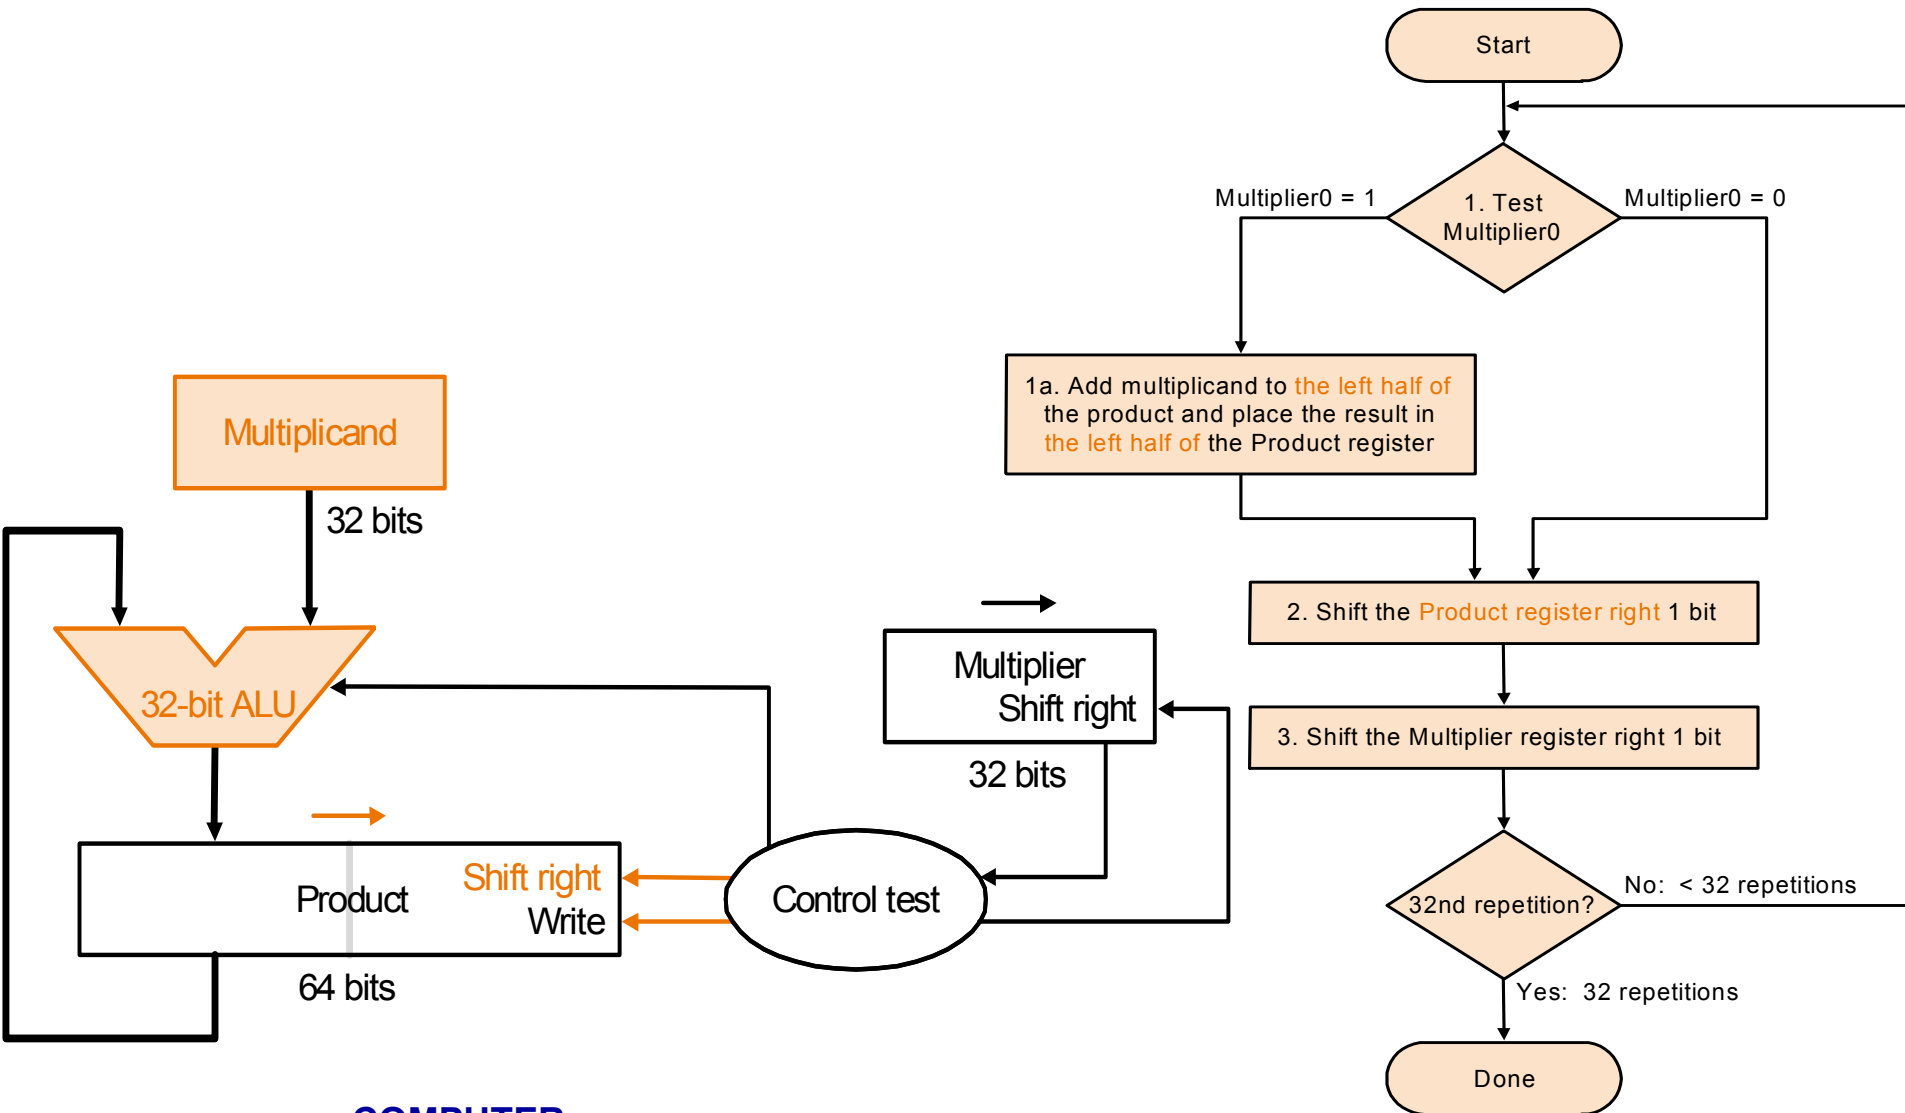 Multiplicand
32 bits
32-bit ALU
Multiplier
Shift right
32 bits
Product
Shift right
Write
64 bits
Control test
Start
1. Test
Multiplier0
Multiplier0 = 1
Multiplier0 = 0
1a. Add multiplicand to the left half of
the product and place the result in
the left half of the Product register
2. Shift the Product register right 1 bit
3. Shift the Multiplier register right 1 bit
32nd repetition?
No: < 32 repetitions
Yes: 32 repetitions
Done
COMPUTER